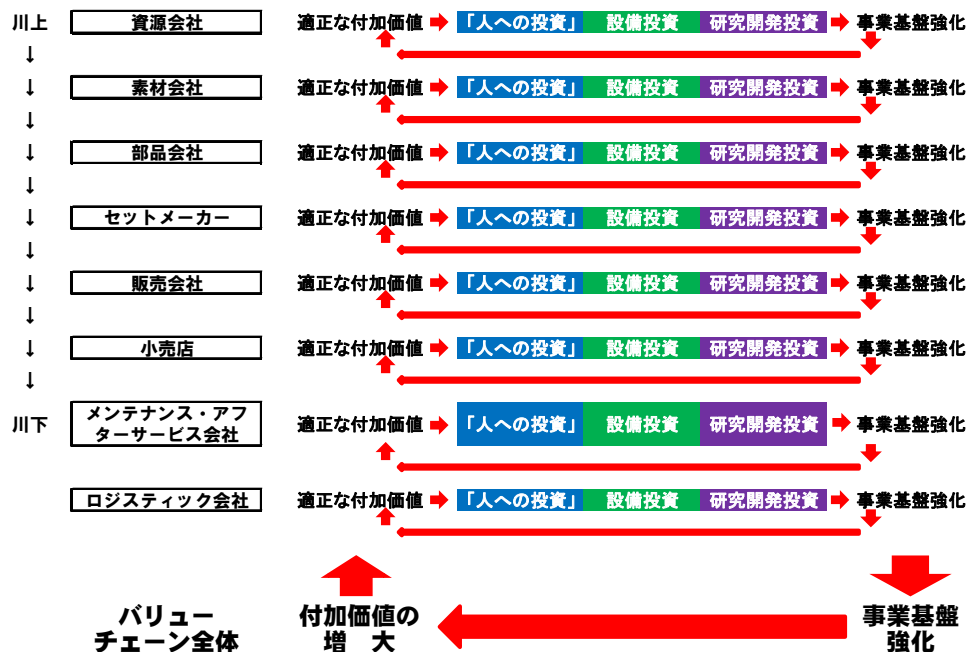 川上 資源会社 適正な付加価値 「人への投資」 設備投資 研究開発投資 事業基盤強化
↓
↓ 素材会社 適正な付加価値 「人への投資」 設備投資 研究開発投資 事業基盤強化
↓
↓ 部品会社 適正な付加価値 「人への投資」 設備投資 研究開発投資 事業基盤強化
↓
↓ セットメーカー 適正な付加価値 「人への投資」 設備投資 研究開発投資 事業基盤強化
↓
↓ 販売会社 適正な付加価値 「人への投資」 設備投資 研究開発投資 事業基盤強化
↓
↓ 小売店 適正な付加価値 「人への投資」 設備投資 研究開発投資 事業基盤強化
↓
川下 メンテナンス・アフ
ターサービス会社 適正な付加価値 「人への投資」 設備投資 研究開発投資 事業基盤強化
ロジスティック会社 適正な付加価値 「人への投資」 設備投資 研究開発投資 事業基盤強化
バリュー
チェーン全体
付加価値の
増　大
事業基盤
強化